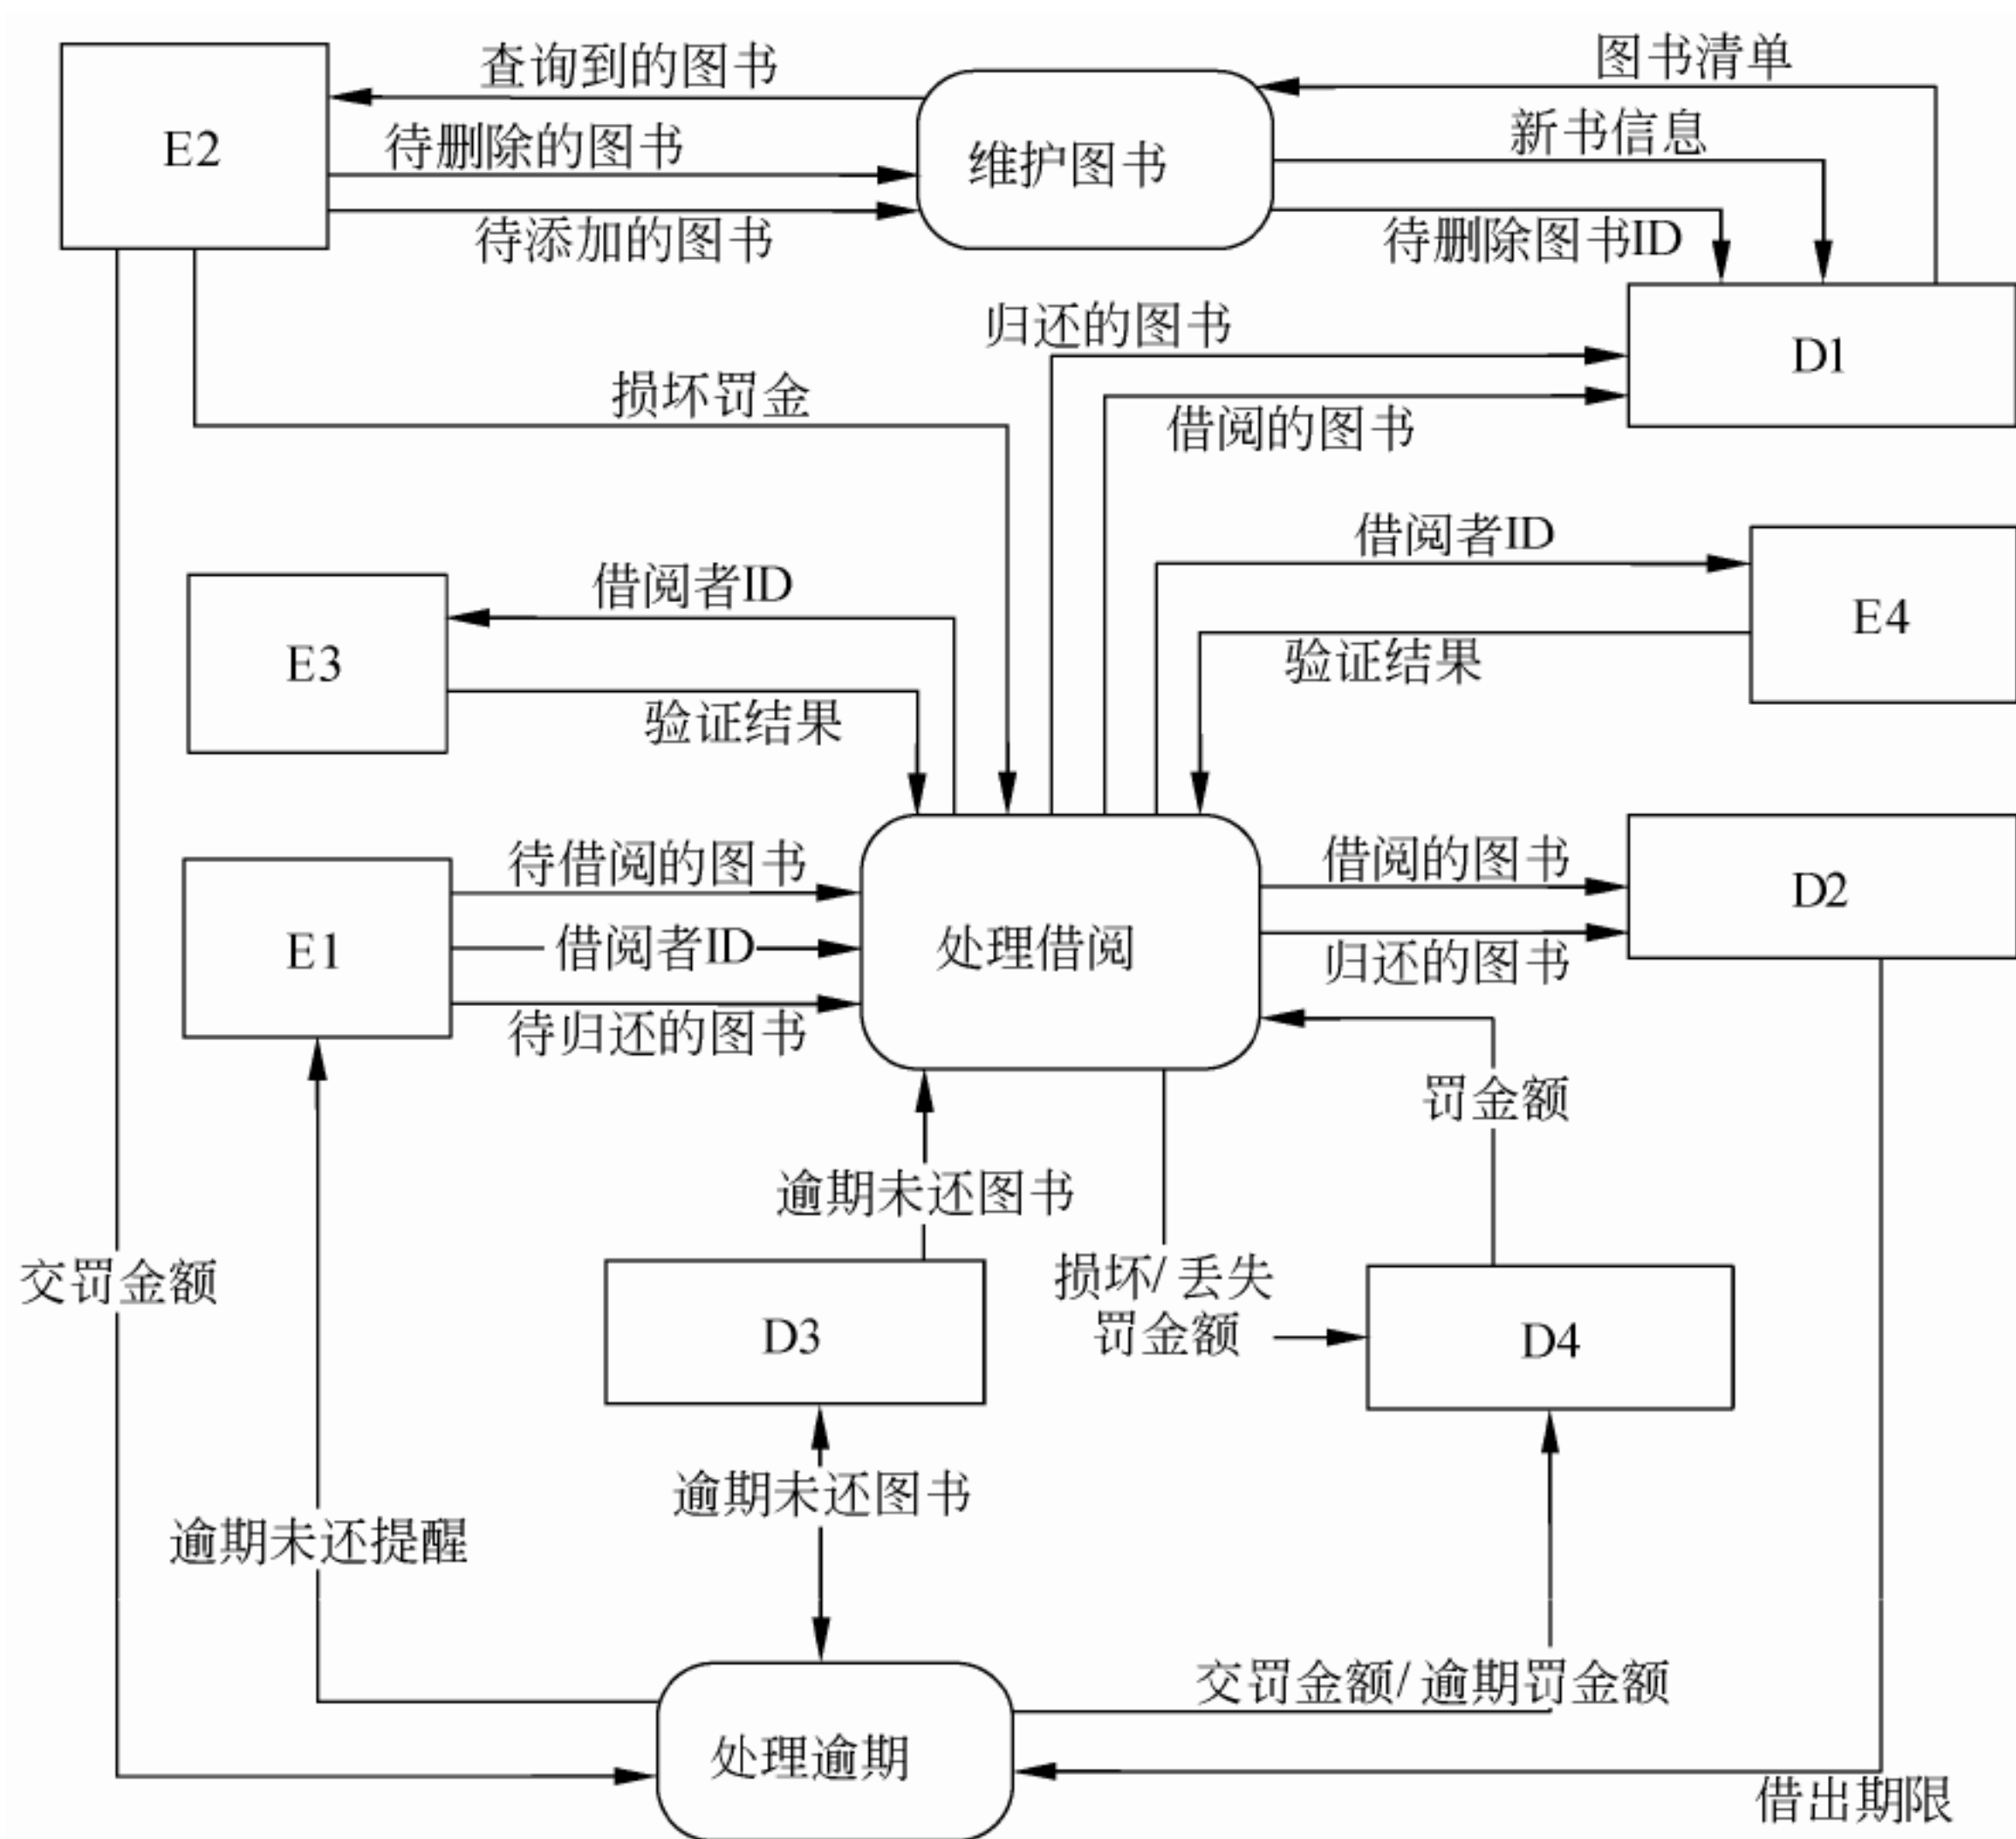 查询到的图书
图书清单
E2
待删除的图书
维护图书
新书信息
待添加的图书
待删除图书ID
归还的图书
D1
损坏罚金
借阅的图书
借阅者ID
借阅者ID
E3
E4
验证结果
验证结果
待借阅的图书
借阅的图书
D2
E1
借阅者ID
处理借阅
归还的图书
待归还的图书
罚金额
逾期未还图书
交罚金额
损坏/丢失
罚金额
D3
D4
逾期未还图书
逾期未还提醒
交罚金额/逾期罚金额
处理逾期
借出期限